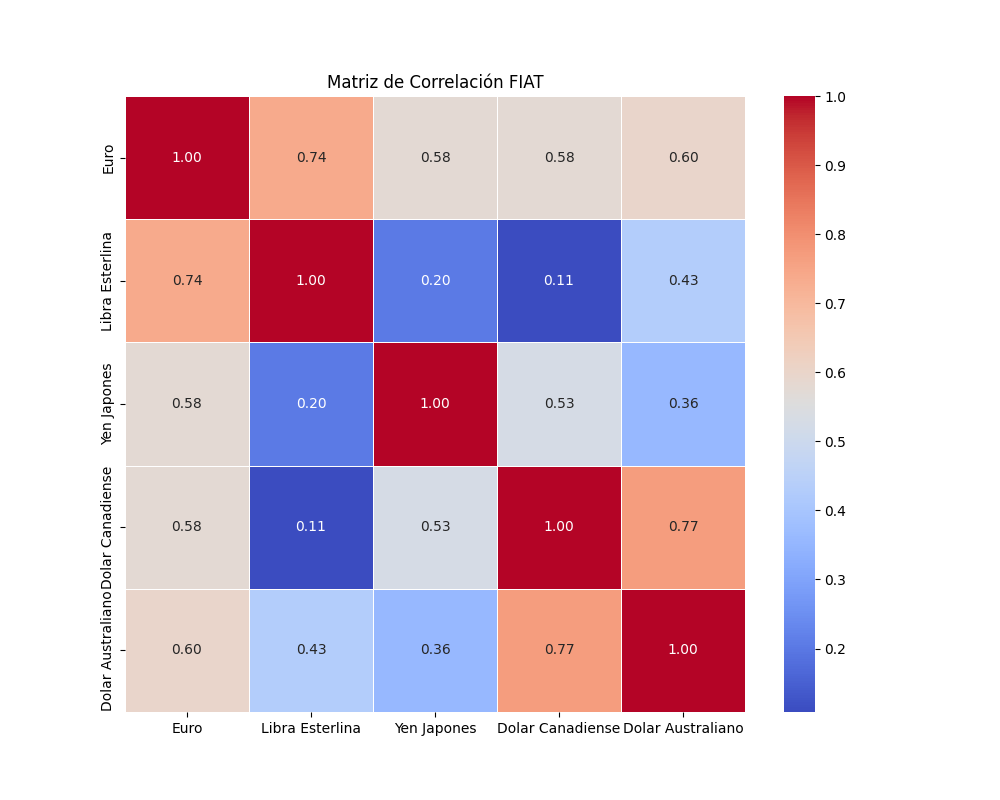 Matriz de Correlación FIAT
Euro
1.00 0.74 0.58 0.58 0.60
Libra Esterlina
0.74 1.00 0.20 0.11 0.43
Yen Japones
0.58 0.20 1.00 0.53 0.36
Dolar Canadiense
0.58 0.11 0.53 1.00 0.77
Dolar Australiano
0.60 0.43 0.36 0.77 1.00
Euro Libra Esterlina Yen Japones Dolar Canadiense Dolar Australiano
1.0
0.9
0.8
0.7
0.6
0.5
0.4
0.3
0.2